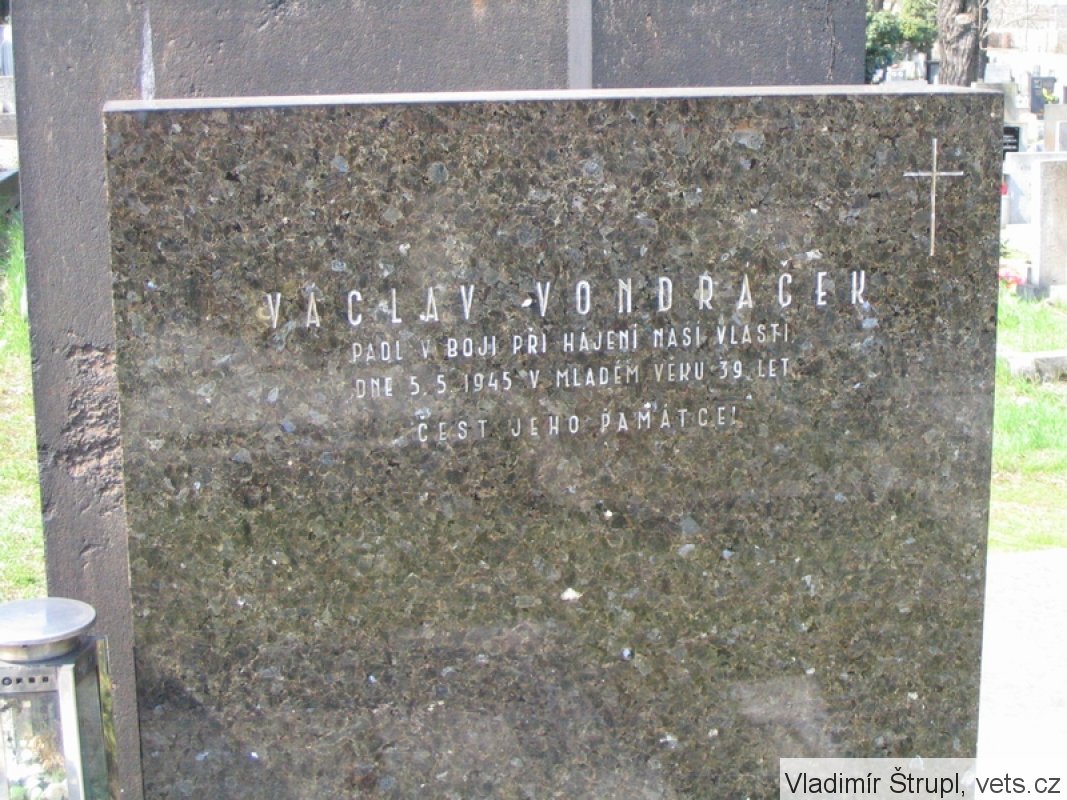 VÁCLAV VONDRAČEK
PADL V BOJI PŘI HÁJENÍ NAŠÍ VLASTI
DNE 5.5.1945 V MLADÉM VĚKU 39 LET
ČEST JEHO PAMÁTCE!
Vladimír Štrupl, vets.cz